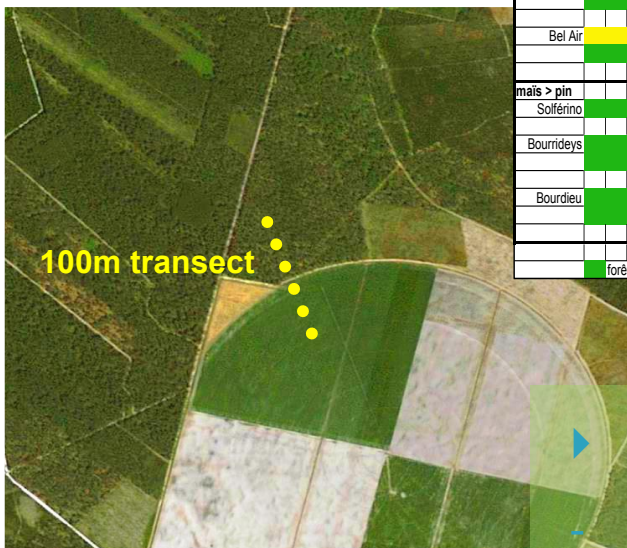 Bel Air
maïs > pin
Solférino
Bourrideys
Bourdieu
forê
100m transect